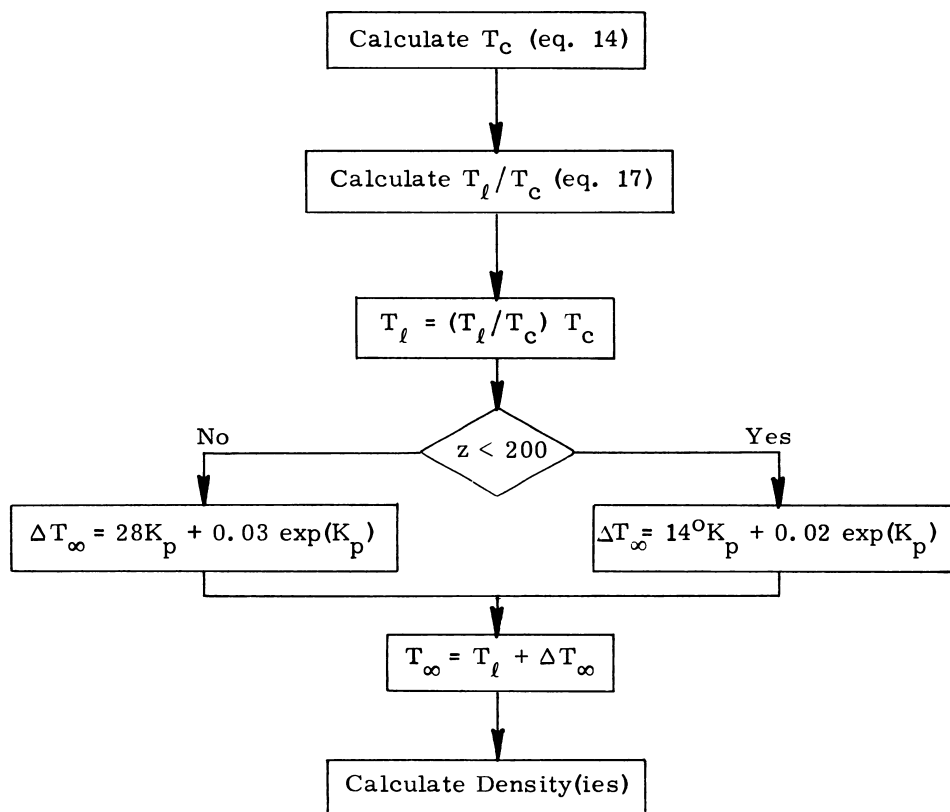 Calculate T_c (eq. 14)
Calculate T_ℓ/T_c (eq. 17)
T_ℓ = (T_ℓ/T_c) T_c
No
z < 200
Yes
ΔT_∞ = 28K_p + 0.03 exp(K_p)
ΔT_∞ = 14°K_p + 0.02 exp(K_p)
T_∞ = T_ℓ + ΔT_∞
Calculate Density(ies)